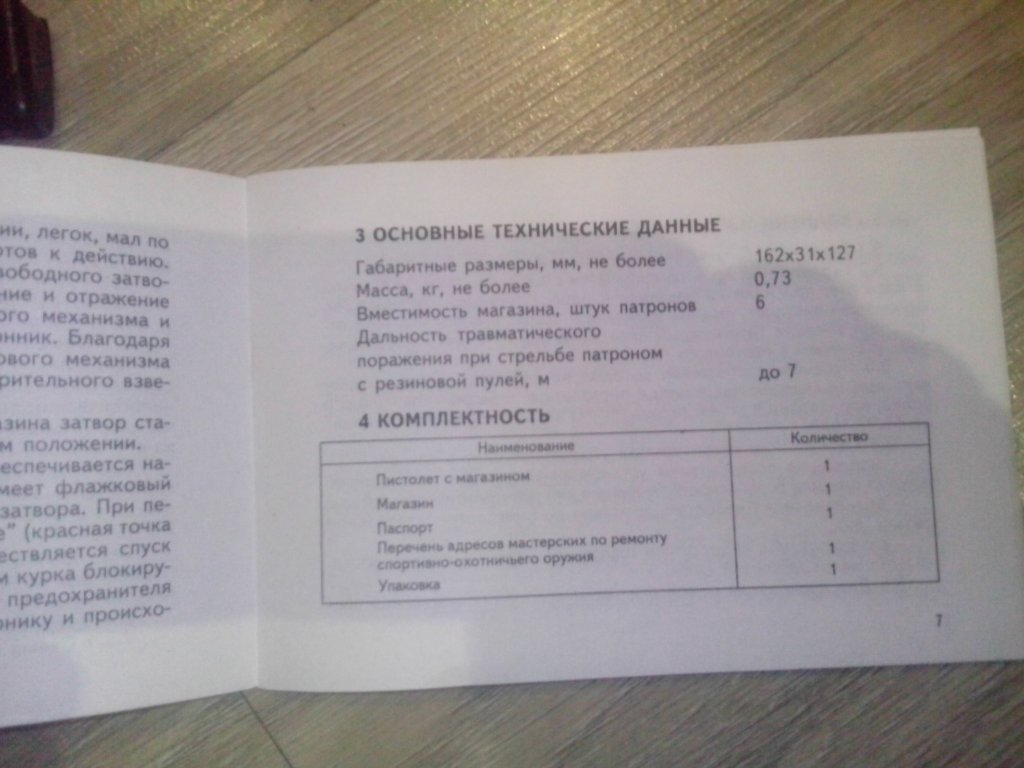 ии, легок, мал по
отов к действию.
вободного затво-
ние и отражение
ого механизма и
онник. Благодаря
ового механизма
рительного взве-
азина затвор ста-
м положении.
еспечивается на-
меет флажковый
затвора. При пе-
е" (красная точка
ествляется спуск
м курка блокиру-
предохранителя
рнику и происхо-
3 ОСНОВНЫЕ ТЕХНИЧЕСКИЕ ДАННЫЕ
Габаритные размеры, мм, не более 162х31х127
Масса, кг, не более 0,73
Вместимость магазина, штук патронов 6
Дальность травматического
поражения при стрельбе патроном
с резиновой пулей, м до 7
4 КОМПЛЕКТНОСТЬ
Наименование Количество
Пистолет с магазином 1
Магазин 1
Паспорт 1
Перечень адресов мастерских по ремонту
спортивно-охотничьего оружия 1
Упаковка 1
7